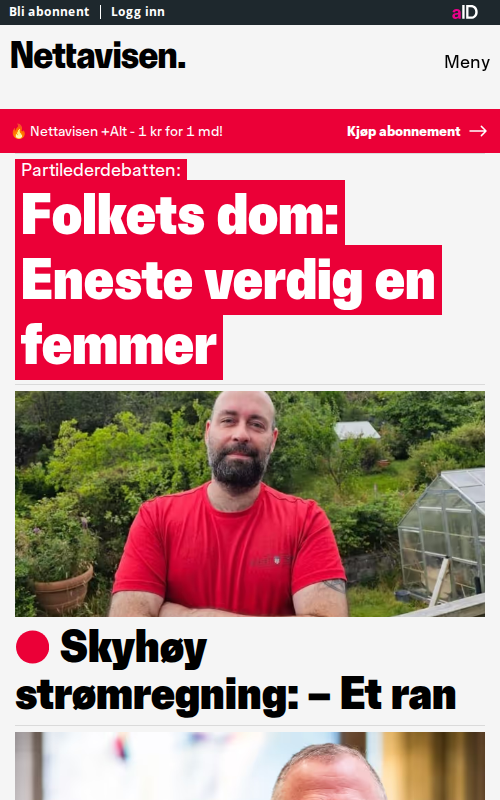 Bli abonnent | Logg inn
aID
Nettavisen.
Meny
Nettavisen +Alt - 1 kr for 1 md!
Kjøp abonnement →
Partilederdebatten:
Folkets dom:
Eneste verdig en
femmer
Skyhøy
strømregning: – Et ran